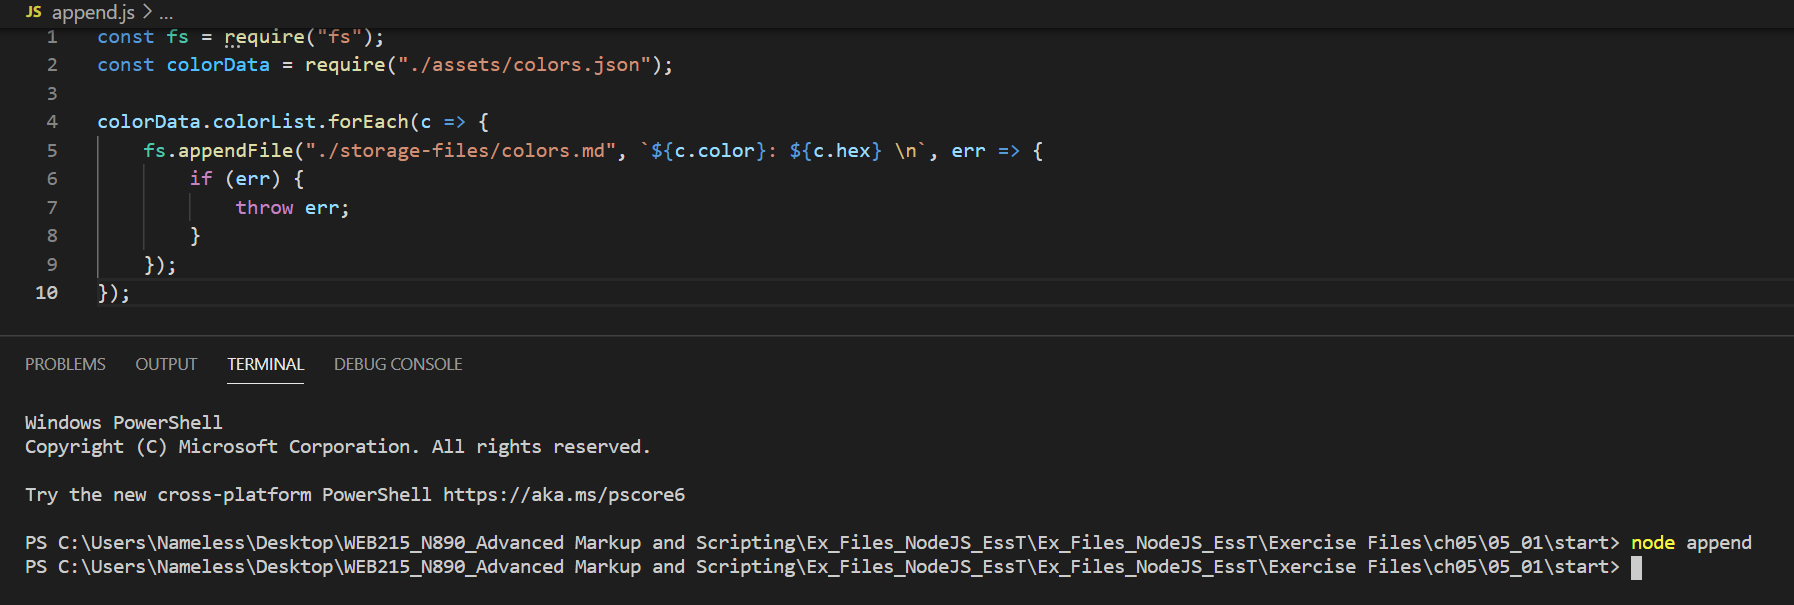 JS append.js > ...
1 const fs = require("fs");
2 const colorData = require("./assets/colors.json");
3
4 colorData.colorList.forEach(c => {
5     fs.appendFile("./storage-files/colors.md", `${c.color}: ${c.hex} \n`, err => {
6         if (err) {
7             throw err;
8         }
9     });
10 });
PROBLEMS OUTPUT TERMINAL DEBUG CONSOLE
Windows PowerShell
Copyright (C) Microsoft Corporation. All rights reserved.
Try the new cross-platform PowerShell https://aka.ms/pscore6
PS C:\Users\Nameless\Desktop\WEB215_N890_Advanced Markup and Scripting\Ex_Files_NodeJS_EssT\Ex_Files_NodeJS_EssT\Exercise Files\ch05\05_01\start> node append
PS C:\Users\Nameless\Desktop\WEB215_N890_Advanced Markup and Scripting\Ex_Files_NodeJS_EssT\Ex_Files_NodeJS_EssT\Exercise Files\ch05\05_01\start>